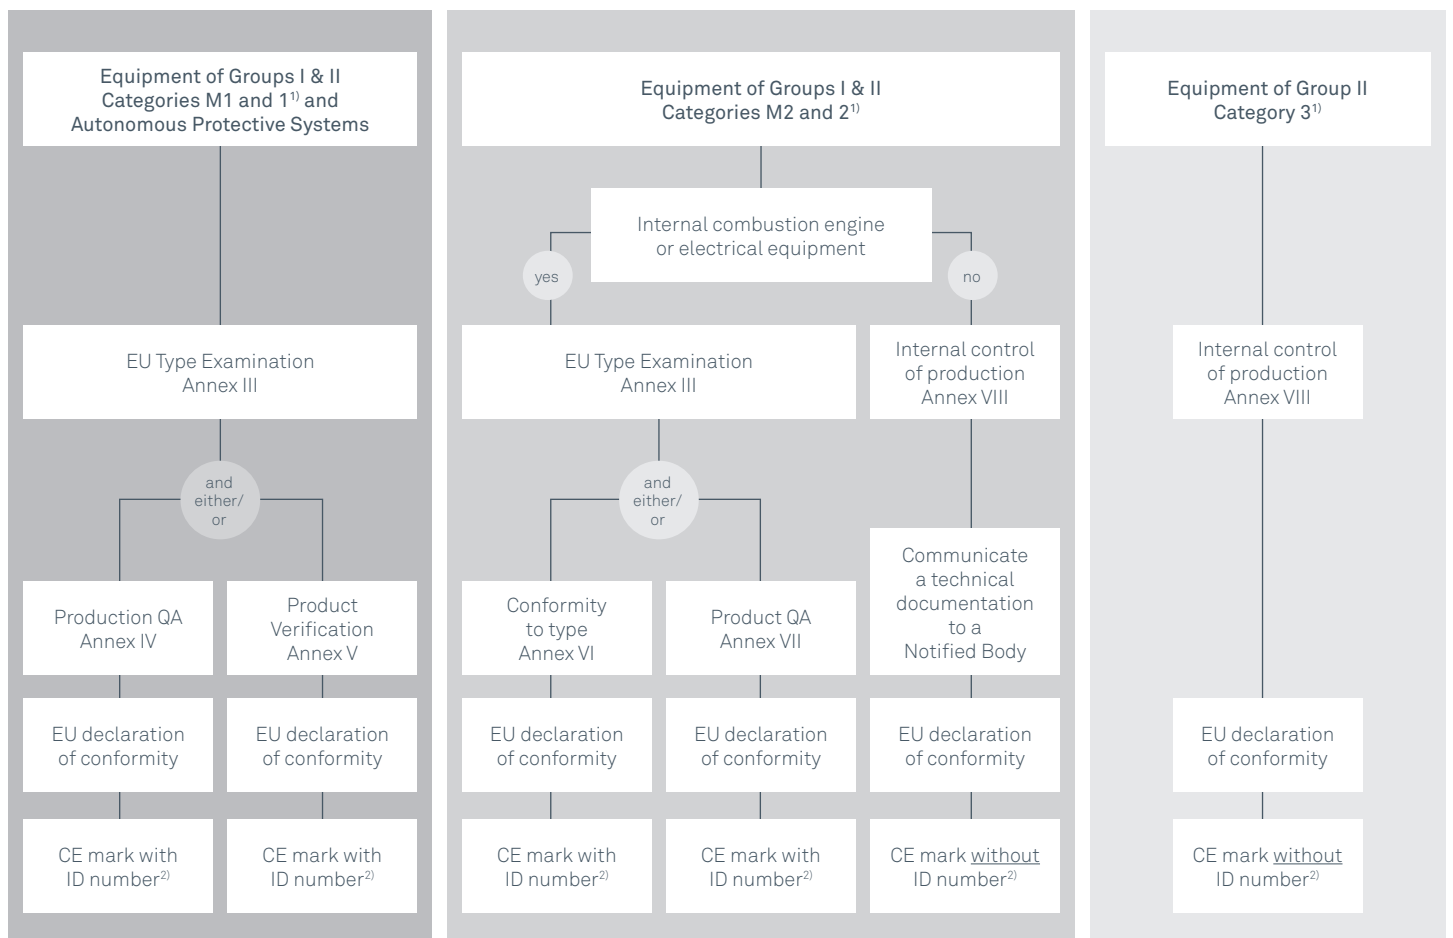 Equipment of Groups I & II
Categories M1 and 1¹⁾ and
Autonomous Protective Systems
EU Type Examination
Annex III
and
either/
or
Production QA
Annex IV
EU declaration
of conformity
CE mark with
ID number²⁾
Product
Verification
Annex V
EU declaration
of conformity
CE mark with
ID number²⁾
Equipment of Groups I & II
Categories M2 and 2¹⁾
Internal combustion engine
or electrical equipment
yes
EU Type Examination
Annex III
and
either/
or
Conformity
to type
Annex VI
EU declaration
of conformity
CE mark with
ID number²⁾
Product QA
Annex VII
EU declaration
of conformity
CE mark with
ID number²⁾
no
Internal control
of production
Annex VIII
Communicate
a technical
documentation
to a
Notified Body
EU declaration
of conformity
CE mark without
ID number²⁾
Equipment of Group II
Category 3¹⁾
Internal control
of production
Annex VIII
EU declaration
of conformity
CE mark without
ID number²⁾